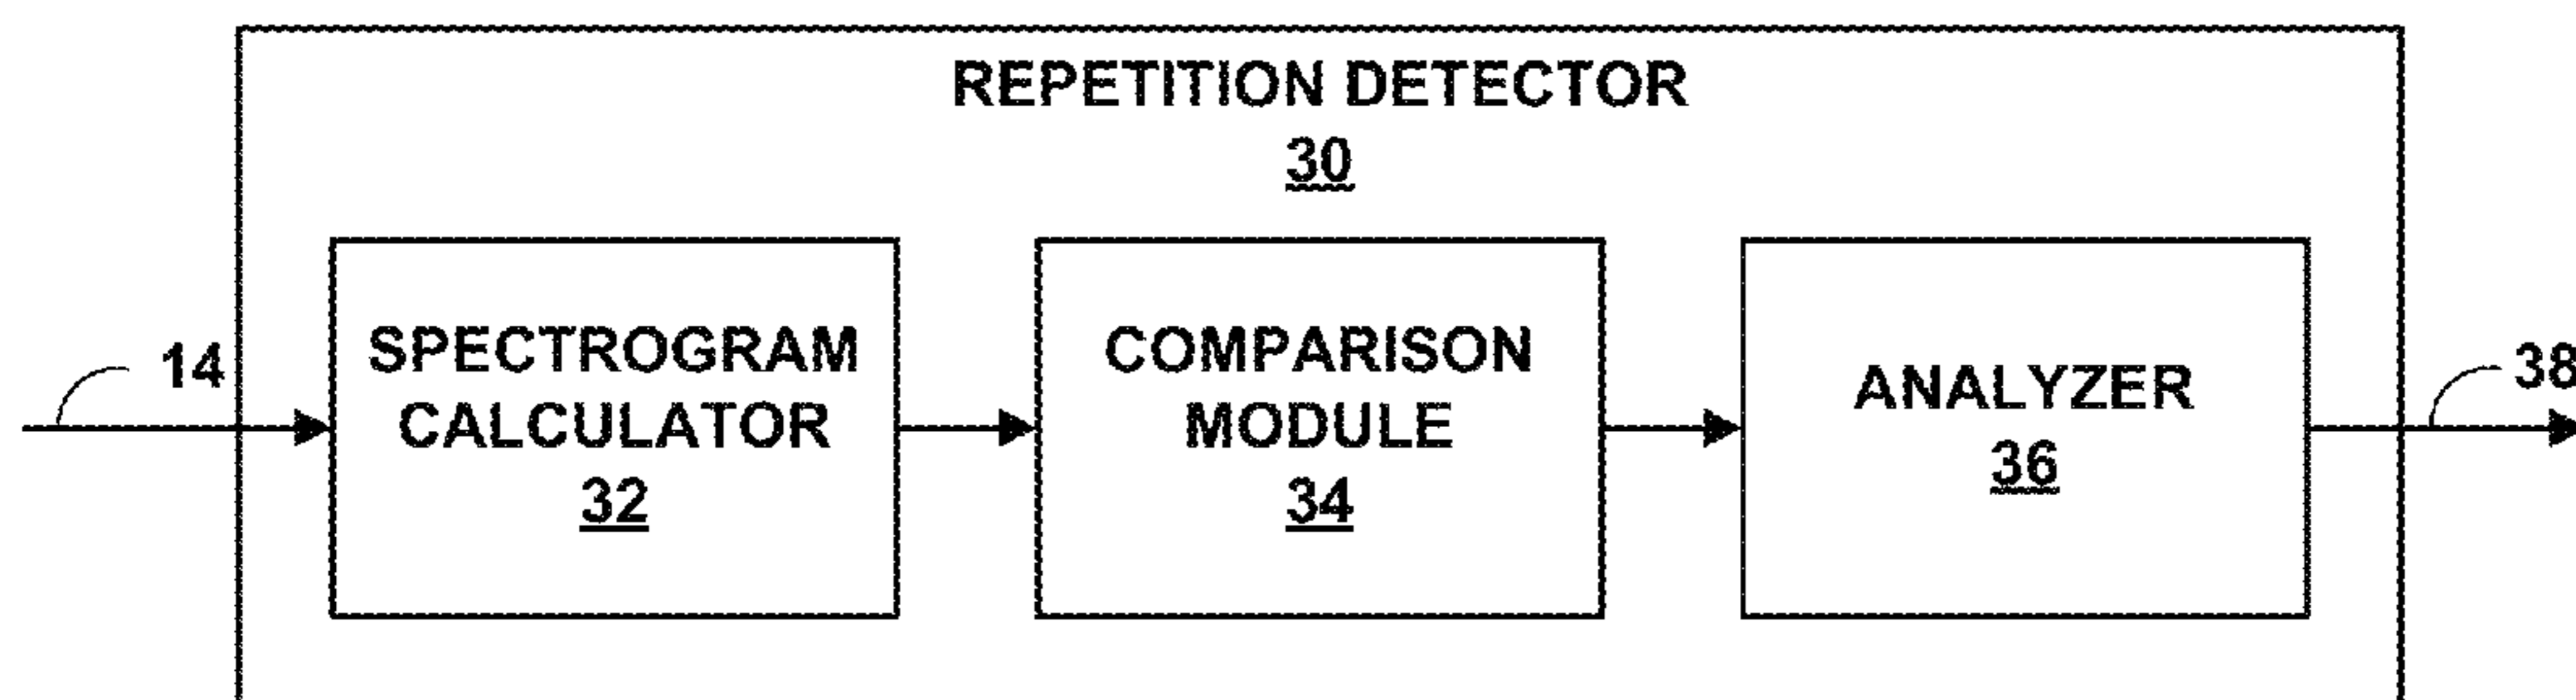 REPETITION DETECTOR
30
14
SPECTROGRAM
CALCULATOR
32
COMPARISON
MODULE
34
ANALYZER
36
38